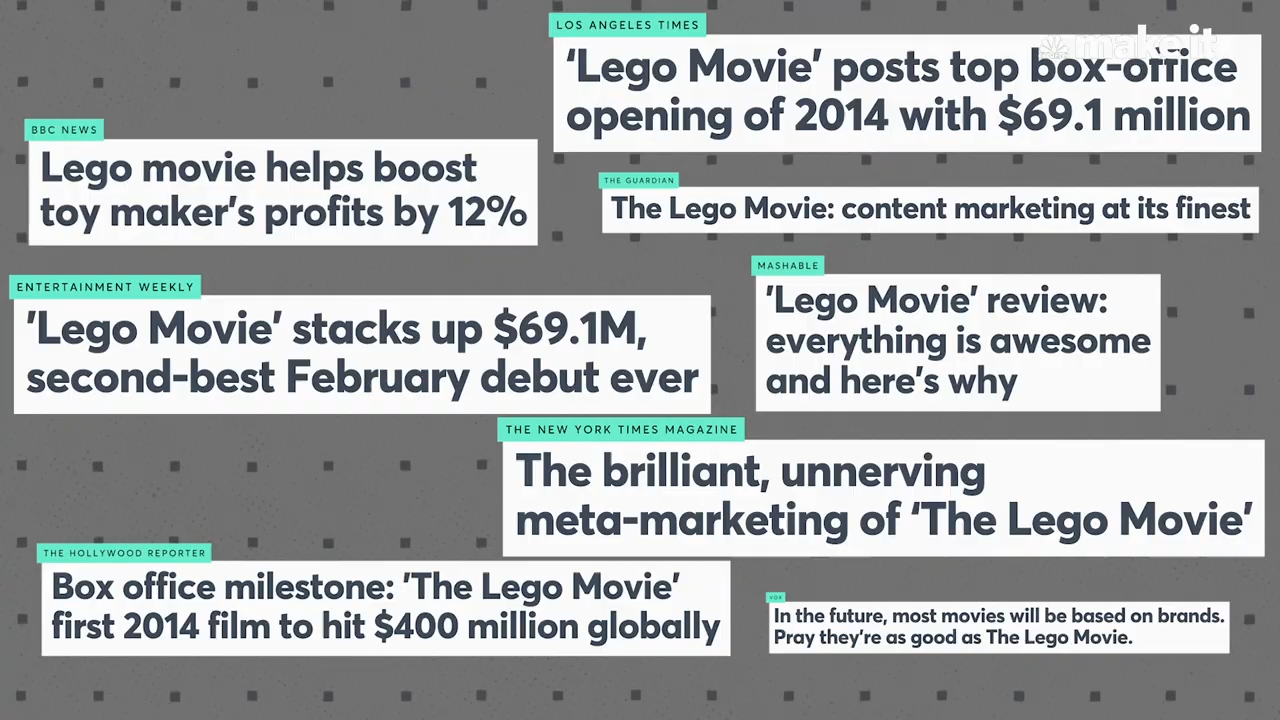 LOS ANGELES TIMES
‘Lego Movie’ posts top box-office
opening of 2014 with $69.1 million
make it
BBC NEWS
Lego movie helps boost
toy maker’s profits by 12%
THE GUARDIAN
The Lego Movie: content marketing at its finest
ENTERTAINMENT WEEKLY
’Lego Movie’ stacks up $69.1M,
second-best February debut ever
MASHABLE
’Lego Movie’ review:
everything is awesome
and here’s why
THE NEW YORK TIMES MAGAZINE
The brilliant, unnerving
meta-marketing of ‘The Lego Movie’
THE HOLLYWOOD REPORTER
Box office milestone: ’The Lego Movie’
first 2014 film to hit $400 million globally
VOX
In the future, most movies will be based on brands.
Pray they’re as good as The Lego Movie.